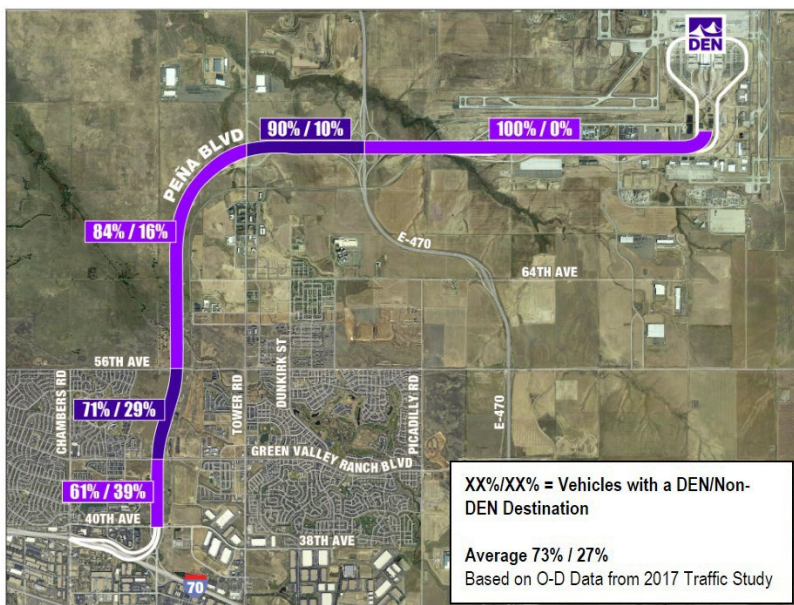 DEN
90% / 10%
100% / 0%
PEÑA BLVD
84% / 16%
E-470
64TH AVE
56TH AVE
CHAMBERS RD
TOWER RD
DUNKIRK ST
PICADILLY RD
E-470
71% / 29%
GREEN VALLEY RANCH BLVD
61% / 39%
40TH AVE
38TH AVE
70
XX%/XX% = Vehicles with a DEN/Non-
DEN Destination
Average 73% / 27%
Based on O-D Data from 2017 Traffic Study